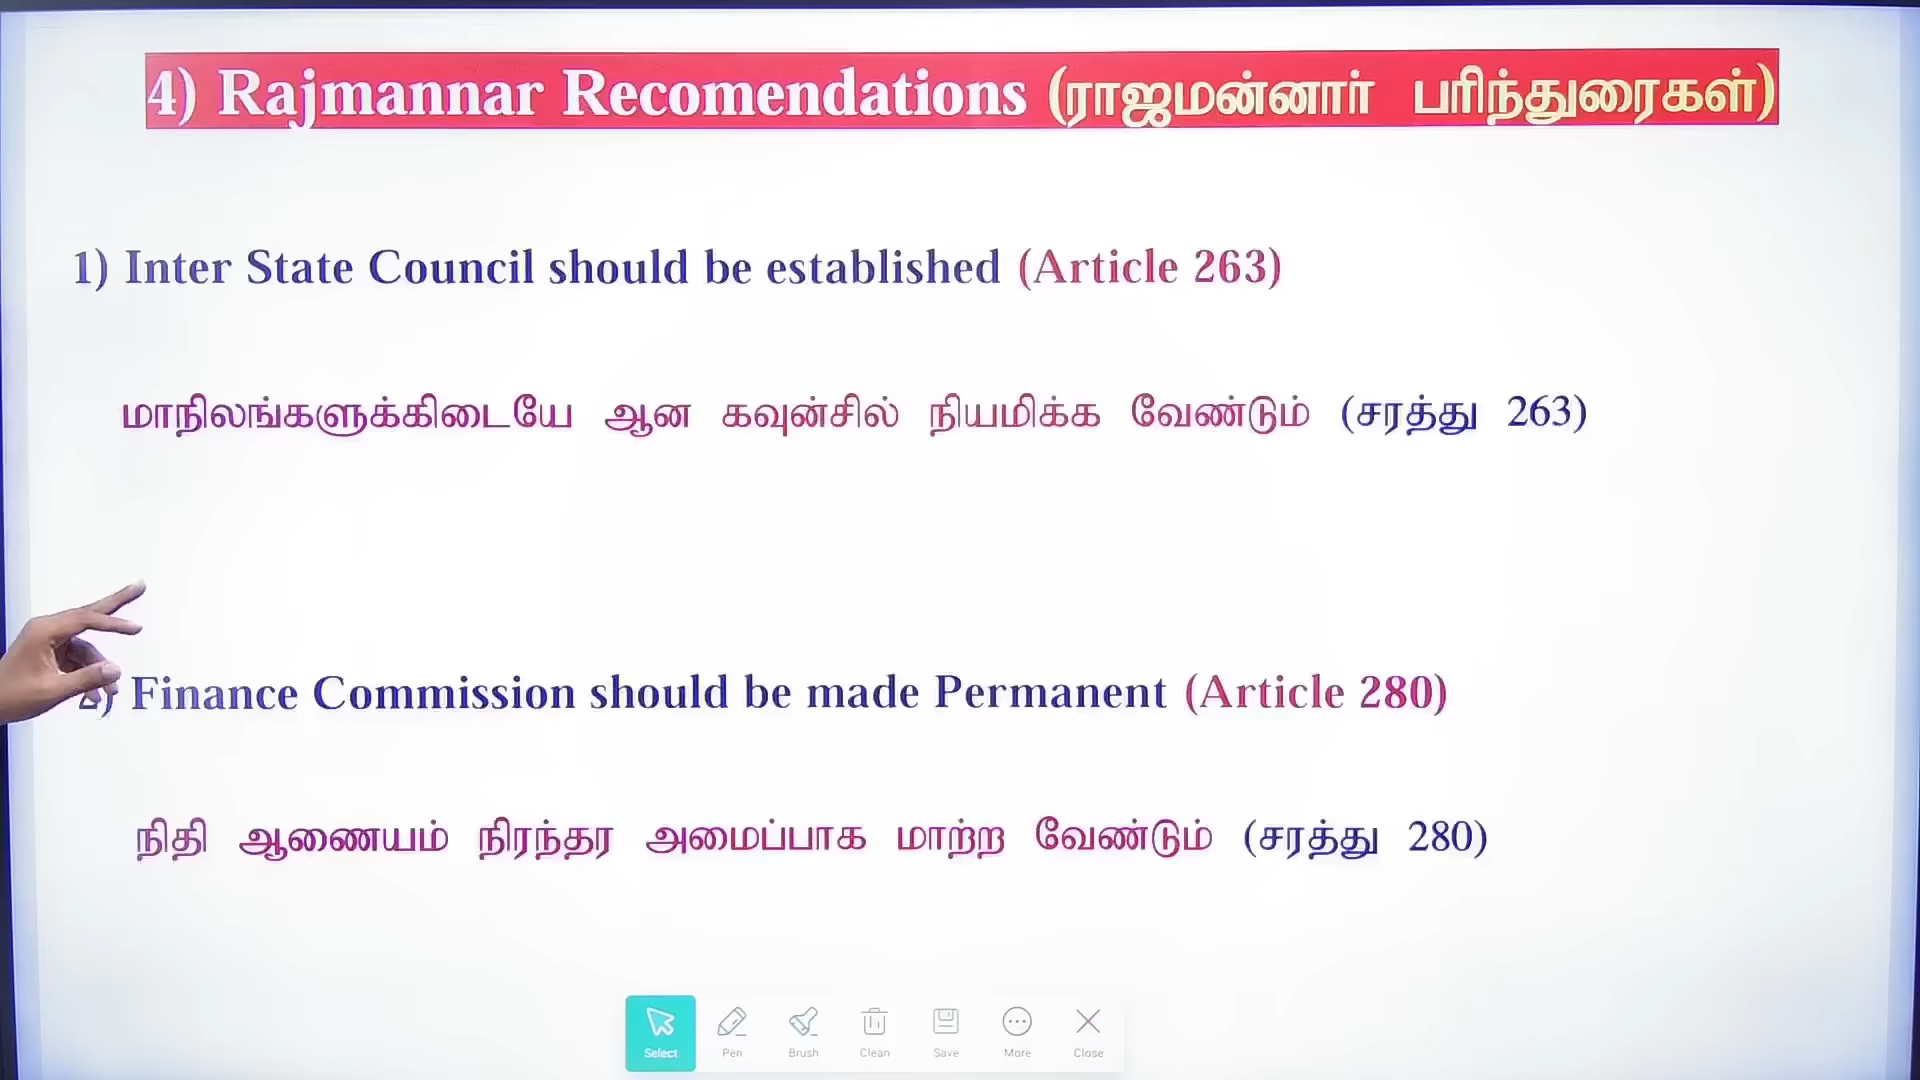 4) Rajmannar Recomendations (ராஜமன்னார் பரிந்துரைகள்)
1) Inter State Council should be established (Article 263)
மாநிலங்களுக்கிடையே ஆன கவுன்சில் நியமிக்க வேண்டும் (சரத்து 263)
2) Finance Commission should be made Permanent (Article 280)
நிதி ஆணையம் நிரந்தர அமைப்பாக மாற்ற வேண்டும் (சரத்து 280)
Select Pen Brush Clean Save More Close